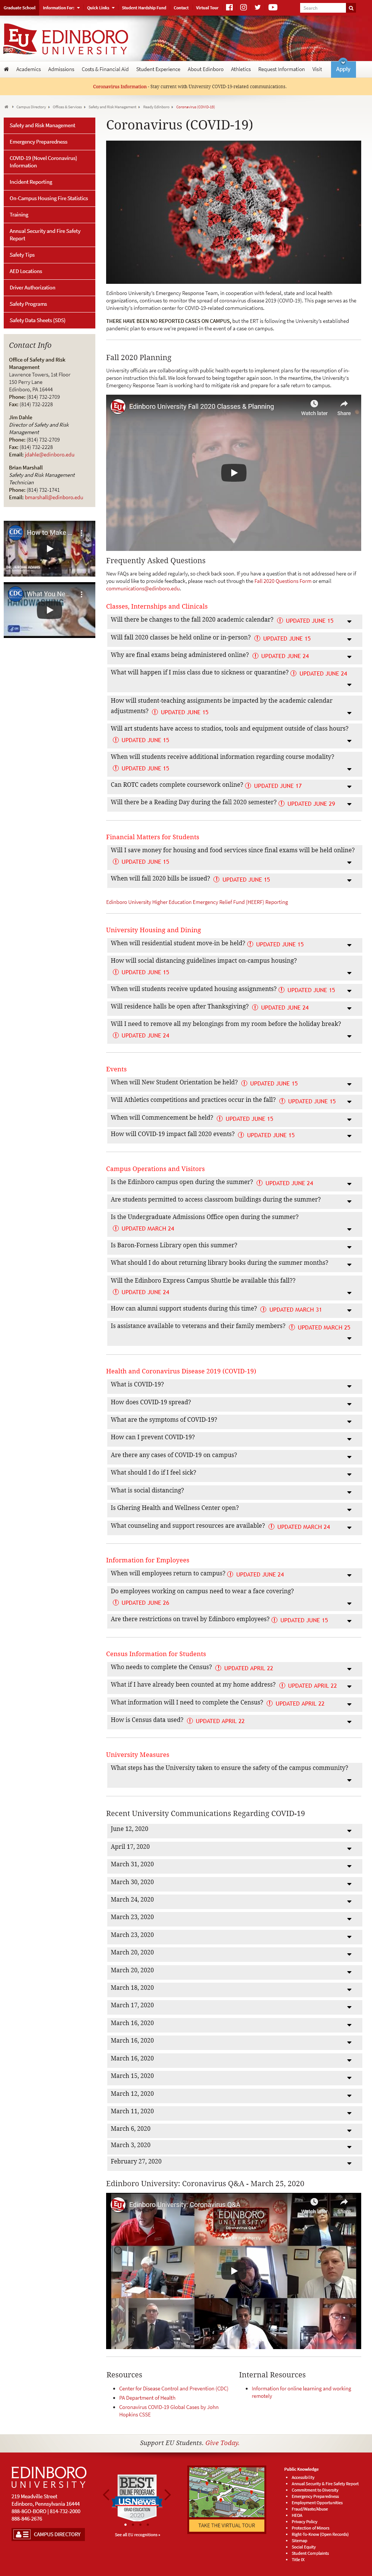 Graduate School Information For: Quick Links Student Hardship Fund Contact Virtual Tour
Search
EDINBORO
UNIVERSITY
Academics Admissions Costs & Financial Aid Student Experience About Edinboro Athletics Request Information Visit Apply
Coronavirus Information - Stay current with University COVID-19-related communications.
Campus Directory Offices & Services Safety and Risk Management Ready Edinboro Coronavirus (COVID-19)
Safety and Risk Management
Emergency Preparedness
COVID-19 (Novel Coronavirus)
Information
Incident Reporting
On-Campus Housing Fire Statistics
Training
Annual Security and Fire Safety
Report
Safety Tips
AED Locations
Driver Authorization
Safety Programs
Safety Data Sheets (SDS)
Contact Info
Office of Safety and Risk
Management
Lawrence Towers, 1st Floor
150 Perry Lane
Edinboro, PA 16444
Phone: (814) 732-2709
Fax: (814) 732-2228
Jim Dahle
Director of Safety and Risk
Management
Phone: (814) 732-2709
Fax: (814) 732-2228
Email: jdahle@edinboro.edu
Brian Marshall
Safety and Risk Management
Technician
Phone: (814) 732-1741
Email: bmarshall@edinboro.edu
CDC How to Make
CDC What You Ne
HANDWASHING
Coronavirus (COVID-19)
Edinboro University's Emergency Response Team, in cooperation with federal, state and local health
organizations, continues to monitor the spread of coronavirus disease 2019 (COVID-19). This page serves as the
University's information center for COVID-19-related communications.
THERE HAVE BEEN NO REPORTED CASES ON CAMPUS, but the ERT is following the University's established
pandemic plan to ensure we're prepared in the event of a case on campus.
Fall 2020 Planning
University officials are collaborating with public health experts to prepare for the resumption of in-
person instruction for the fall. We look forward to being together again soon. In the meantime, the University's
Emergency Response Team is working to mitigate risks and return safely to campus.
Edinboro University Fall 2020 Classes & Planning
Watch later Share
Frequently Asked Questions
New FAQs are being added regularly, so check back soon. If you have a question that is not addressed here or if
you would like to provide feedback, please reach out through the Fall 2020 Questions Form or email
communications@edinboro.edu.
Classes, Internships and Clinicals
Will there be changes to the fall 2020 academic calendar? UPDATED JUNE 15
Will fall 2020 classes be held online or in-person? UPDATED JUNE 15
Why are final exams being administered online? UPDATED JUNE 24
What will happen if I miss class due to sickness or quarantine? UPDATED JUNE 24
How will student teaching assignments be impacted by the academic calendar
adjustments? UPDATED JUNE 15
Will art students have access to studios, tools and equipment outside of class hours?
UPDATED JUNE 15
When will students receive additional information regarding course modality?
UPDATED JUNE 15
Can ROTC cadets complete coursework online? UPDATED JUNE 17
Will there be a Reading Day during the fall 2020 semester? UPDATED JUNE 29
Financial Matters for Students
Will I save money for housing and food services since final exams will be held online?
UPDATED JUNE 15
When will fall 2020 bills be issued? UPDATED JUNE 15
Edinboro University Higher Education Emergency Relief Fund (HEERF) Reporting
University Housing and Dining
When will residential student move-in be held? UPDATED JUNE 15
How will social distancing guidelines impact on-campus housing?
UPDATED JUNE 15
When will students receive updated housing assignments? UPDATED JUNE 15
Will residence halls be open after Thanksgiving? UPDATED JUNE 24
Will I need to remove all my belongings from my room before the holiday break?
UPDATED JUNE 24
Events
When will New Student Orientation be held? UPDATED JUNE 15
Will Athletics competitions and practices occur in the fall? UPDATED JUNE 15
When will Commencement be held? UPDATED JUNE 15
How will COVID-19 impact fall 2020 events? UPDATED JUNE 15
Campus Operations and Visitors
Is the Edinboro campus open during the summer? UPDATED JUNE 24
Are students permitted to access classroom buildings during the summer?
Is the Undergraduate Admissions Office open during the summer?
UPDATED MARCH 24
Is Baron-Forness Library open this summer?
What should I do about returning library books during the summer months?
Will the Edinboro Express Campus Shuttle be available this fall??
UPDATED JUNE 24
How can alumni support students during this time? UPDATED MARCH 31
Is assistance available to veterans and their family members? UPDATED MARCH 25
Health and Coronavirus Disease 2019 (COVID-19)
What is COVID-19?
How does COVID-19 spread?
What are the symptoms of COVID-19?
How can I prevent COVID-19?
Are there any cases of COVID-19 on campus?
What should I do if I feel sick?
What is social distancing?
Is Ghering Health and Wellness Center open?
What counseling and support resources are available? UPDATED MARCH 24
Information for Employees
When will employees return to campus? UPDATED JUNE 24
Do employees working on campus need to wear a face covering?
UPDATED JUNE 26
Are there restrictions on travel by Edinboro employees? UPDATED JUNE 15
Census Information for Students
Who needs to complete the Census? UPDATED APRIL 22
What if I have already been counted at my home address? UPDATED APRIL 22
What information will I need to complete the Census? UPDATED APRIL 22
How is Census data used? UPDATED APRIL 22
University Measures
What steps has the University taken to ensure the safety of the campus community?
Recent University Communications Regarding COVID-19
June 12, 2020
April 17, 2020
March 31, 2020
March 30, 2020
March 24, 2020
March 23, 2020
March 23, 2020
March 20, 2020
March 20, 2020
March 18, 2020
March 17, 2020
March 16, 2020
March 16, 2020
March 16, 2020
March 15, 2020
March 12, 2020
March 11, 2020
March 6, 2020
March 3, 2020
February 27, 2020
Edinboro University: Coronavirus Q&A - March 25, 2020
Edinboro University: Coronavirus Q&A
Watch later Share
EDINBORO
UNIVERSITY
Coronavirus Q&A
Resources
Center for Disease Control and Prevention (CDC)
PA Department of Health
Coronavirus COVID-19 Global Cases by John
Hopkins CSSE
Internal Resources
Information for online learning and working
remotely
Support EU Students. Give Today.
EDINBORO
UNIVERSITY
219 Meadville Street
Edinboro, Pennsylvania 16444
888-8GO-BORO | 814-732-2000
888-846-2676
CAMPUS DIRECTORY
BEST
ONLINE PROGRAMS
U.S.News
GRAD EDUCATION
2020
See all EU recognitions »
TAKE THE VIRTUAL TOUR
Public Knowledge
Accessibility
Annual Security & Fire Safety Report
Commitment to Diversity
Emergency Preparedness
Employment Opportunities
Fraud/Waste/Abuse
HEOA
Privacy Policy
Protection of Minors
Right-To-Know (Open Records)
Sitemap
Social Equity
Student Complaints
Title IX